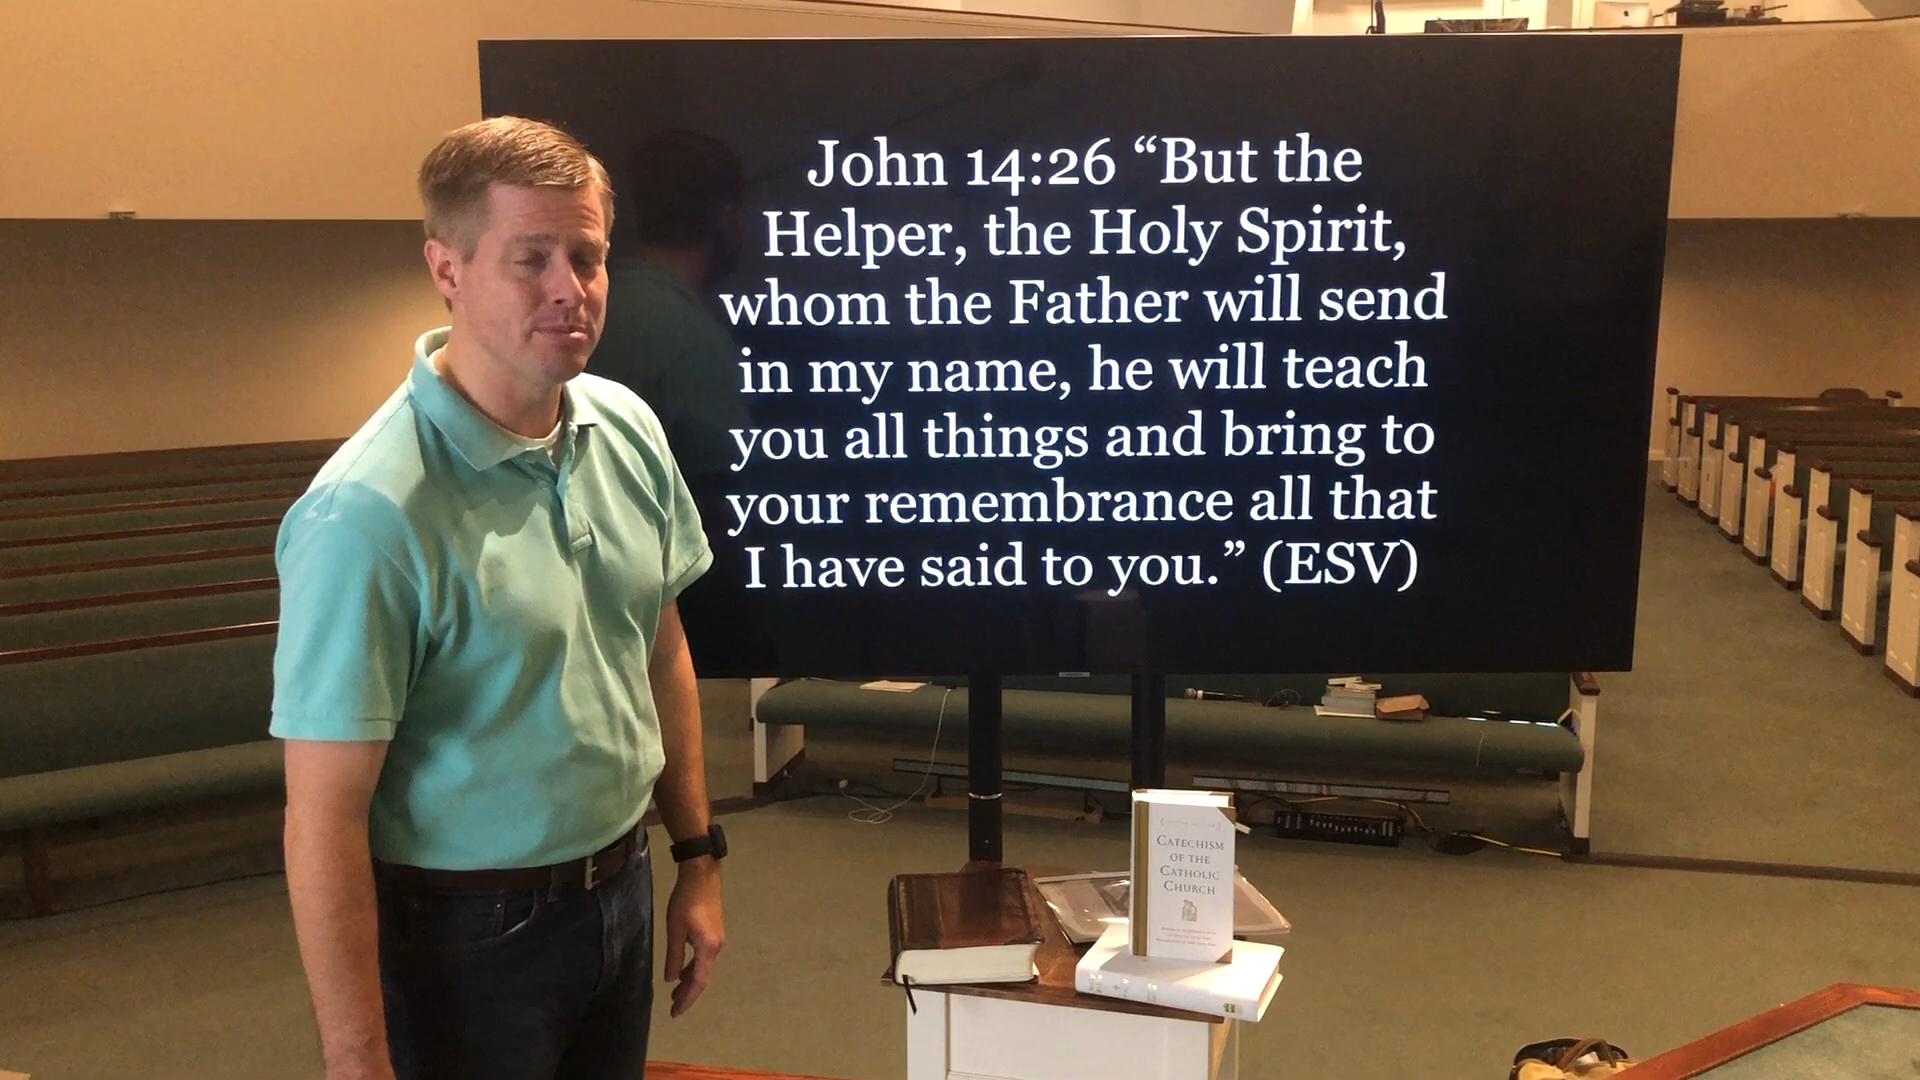 John 14:26 “But the
Helper, the Holy Spirit,
whom the Father will send
in my name, he will teach
you all things and bring to
your remembrance all that
I have said to you.” (ESV)
CATECHISM
OF THE
CATHOLIC
CHURCH